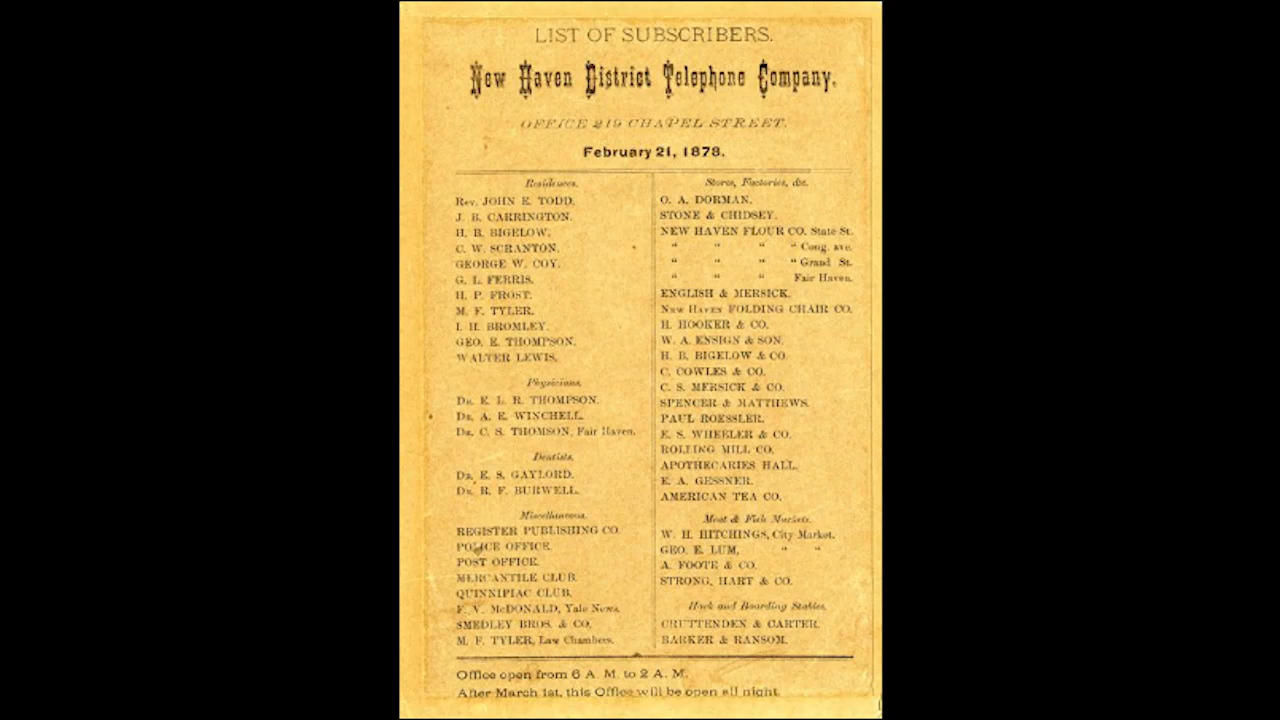 LIST OF SUBSCRIBERS.
New Haven District Telephone Company.
OFFICE 219 CHAPEL STREET.
February 21, 1878.
Residences.
Rev. JOHN E. TODD.
J. B. CARRINGTON.
H. B. BIGELOW.
C. W. SCRANTON.
GEORGE W. COY.
G. L. FERRIS.
H. P. FROST.
M. F. TYLER.
I. H. BROMLEY.
GEO. E. THOMPSON.
WALTER LEWIS.
Physicians.
Dr. E. L. R. THOMPSON.
Dr. A. E. WINCHELL.
Dr. C. S. THOMSON, Fair Haven.
Dentists.
Dr. E. S. GAYLORD.
Dr. R. F. BURWELL.
Miscellaneous.
REGISTER PUBLISHING CO.
POLICE OFFICE.
POST OFFICE.
MERCANTILE CLUB.
QUINNIPIAC CLUB.
F. V. McDONALD, Yale News.
SMEDLEY BROS. & CO.
M. F. TYLER, Law Chambers.
Stores, Factories, &c.
O. A. DORMAN.
STONE & CHIDSEY.
NEW HAVEN FLOUR CO. State St.
" " " " Cong. ave.
" " " " Grand St.
" " " Fair Haven.
ENGLISH & MERSICK.
New Haven FOLDING CHAIR CO.
H. HOOKER & CO.
W. A. ENSIGN & SON.
H. B. BIGELOW & CO.
C. COWLES & CO.
C. S. MERSICK & CO.
SPENCER & MATTHEWS.
PAUL ROESSLER.
E. S. WHEELER & CO.
ROLLING MILL CO.
APOTHECARIES HALL.
E. A. GESSNER.
AMERICAN TEA CO.
Meat & Fish Markets.
W. H. HITCHINGS, City Market.
GEO. E. LUM, " "
A. FOOTE & CO.
STRONG, HART & CO.
Hack and Boarding Stables.
CRUTTENDEN & CARTER.
BARKER & RANSOM.
Office open from 6 A. M. to 2 A. M.
After March 1st, this Office will be open all night.